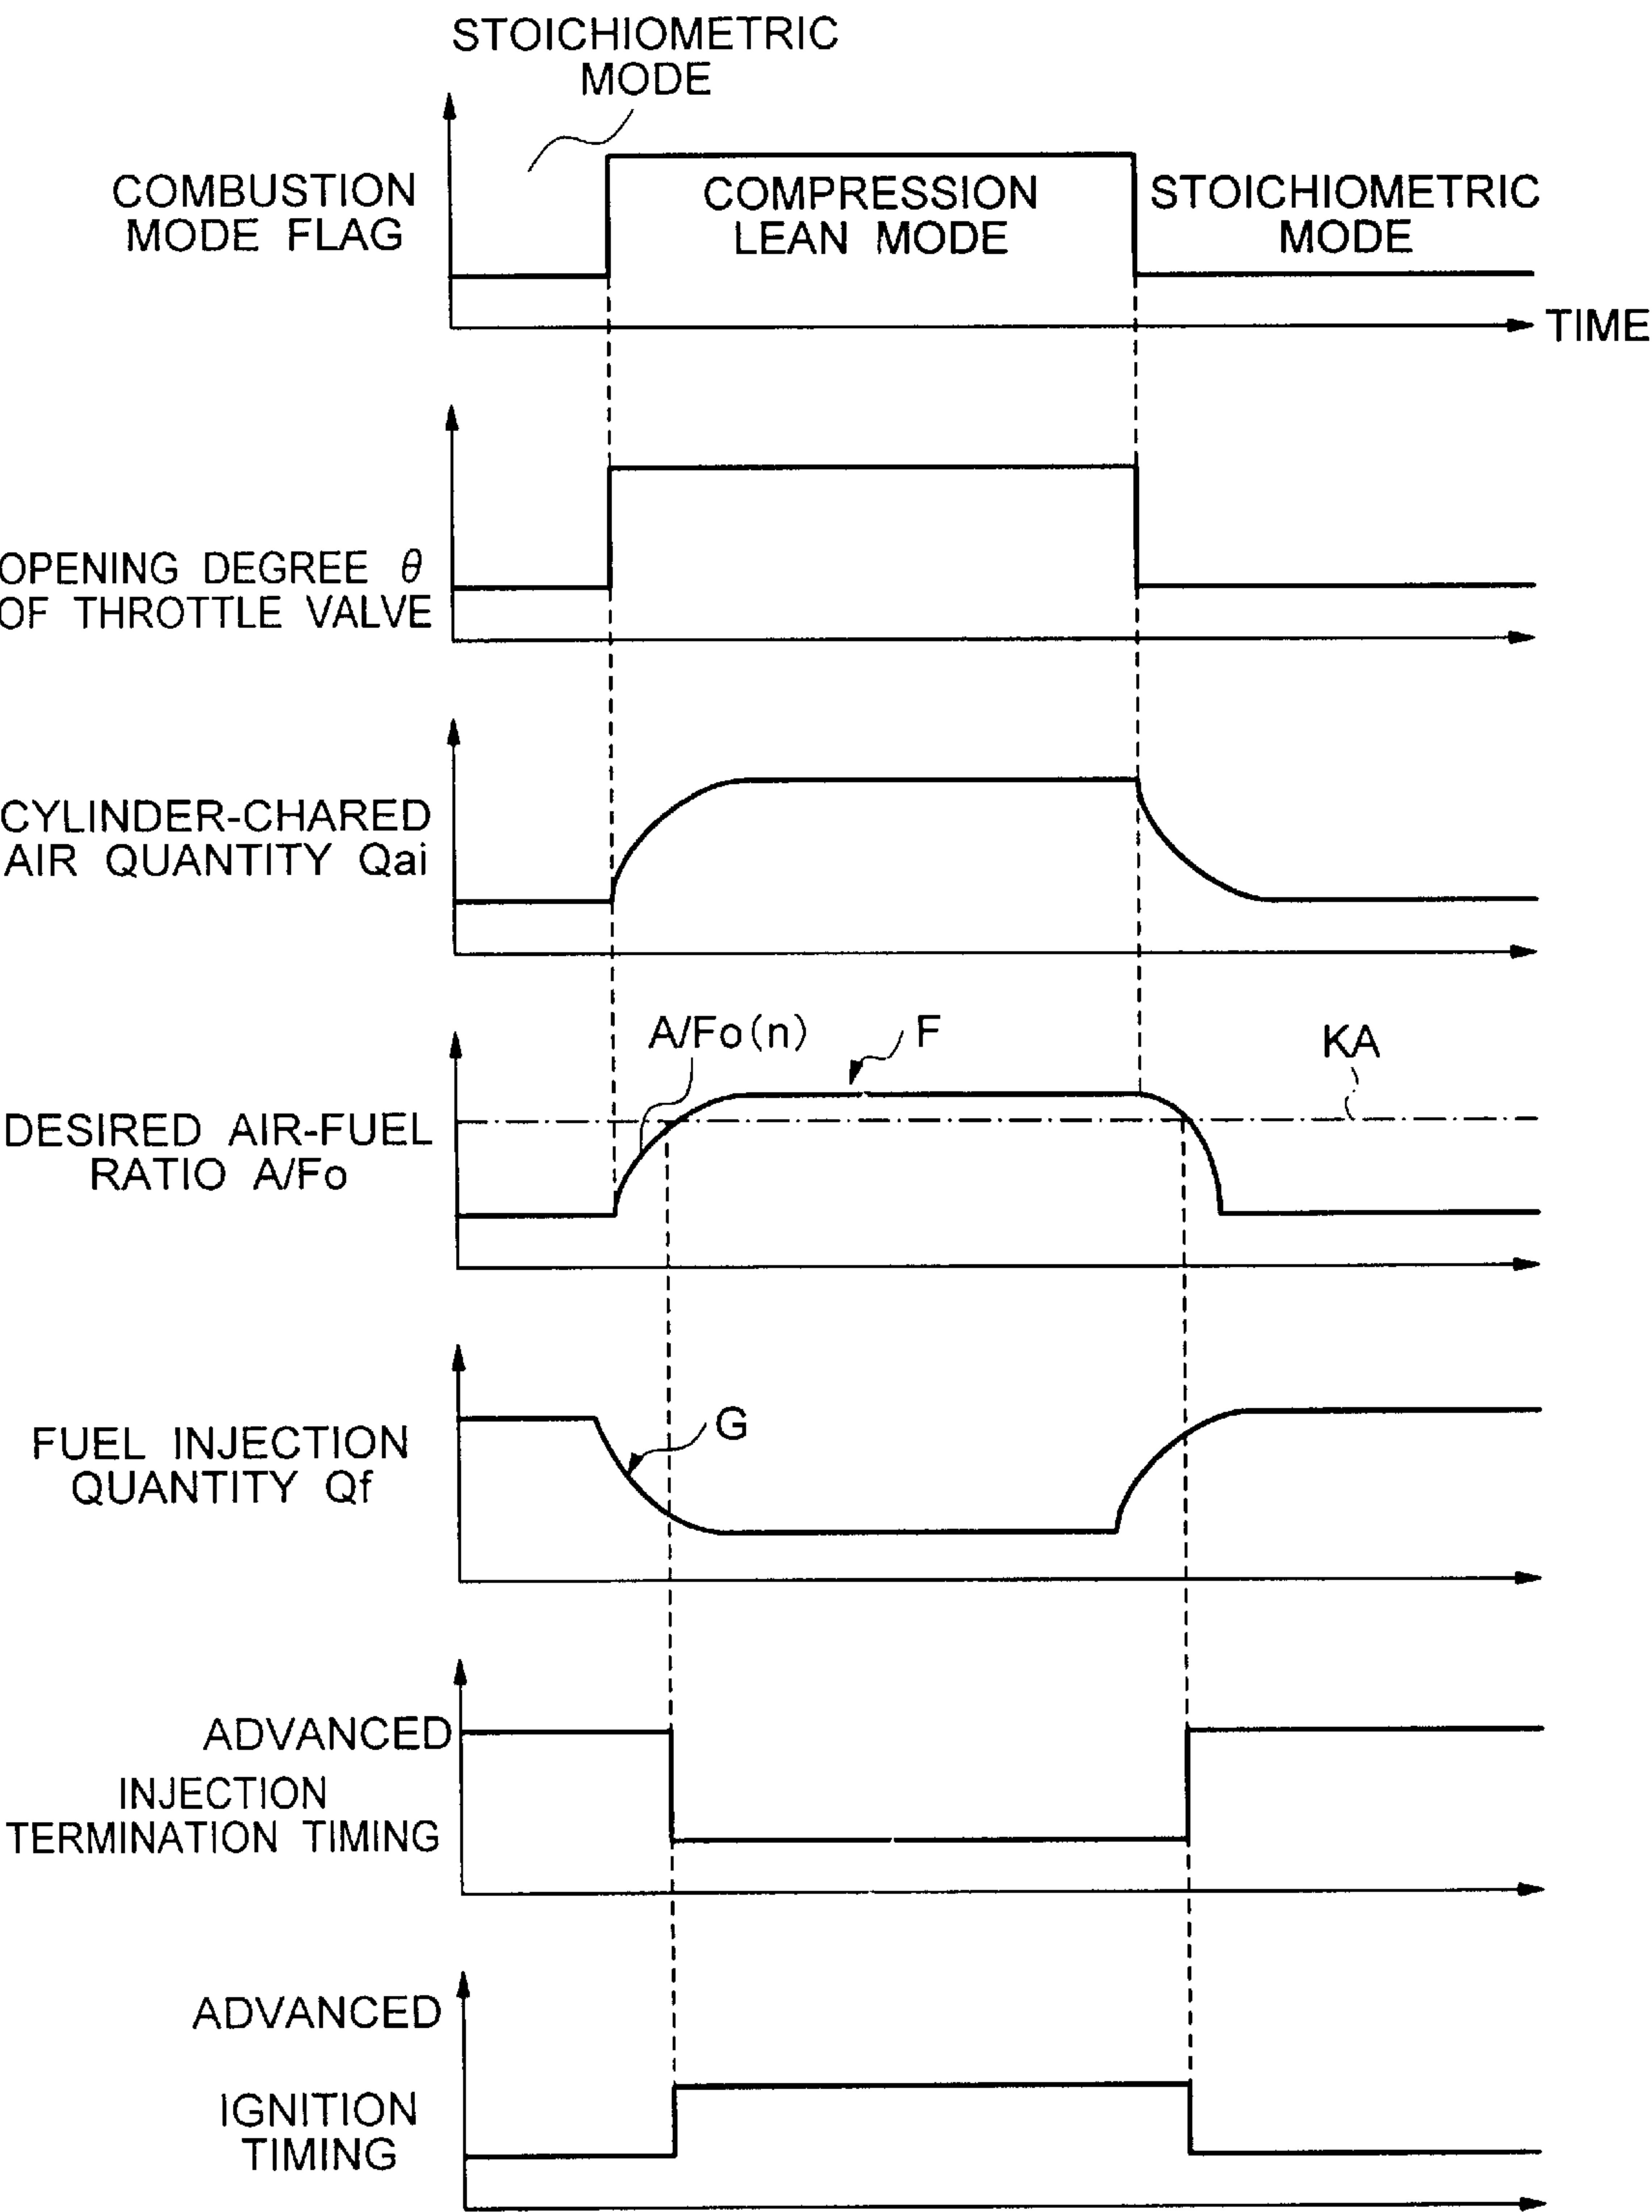 STOICHIOMETRIC
MODE
COMBUSTION
MODE FLAG
COMPRESSION
LEAN MODE
STOICHIOMETRIC
MODE
TIME
OPENING DEGREE θ
OF THROTTLE VALVE
CYLINDER-CHARED
AIR QUANTITY Qai
A/Fo(n)
F
KA
DESIRED AIR-FUEL
RATIO A/Fo
G
FUEL INJECTION
QUANTITY Qf
ADVANCED
INJECTION
TERMINATION TIMING
ADVANCED
IGNITION
TIMING